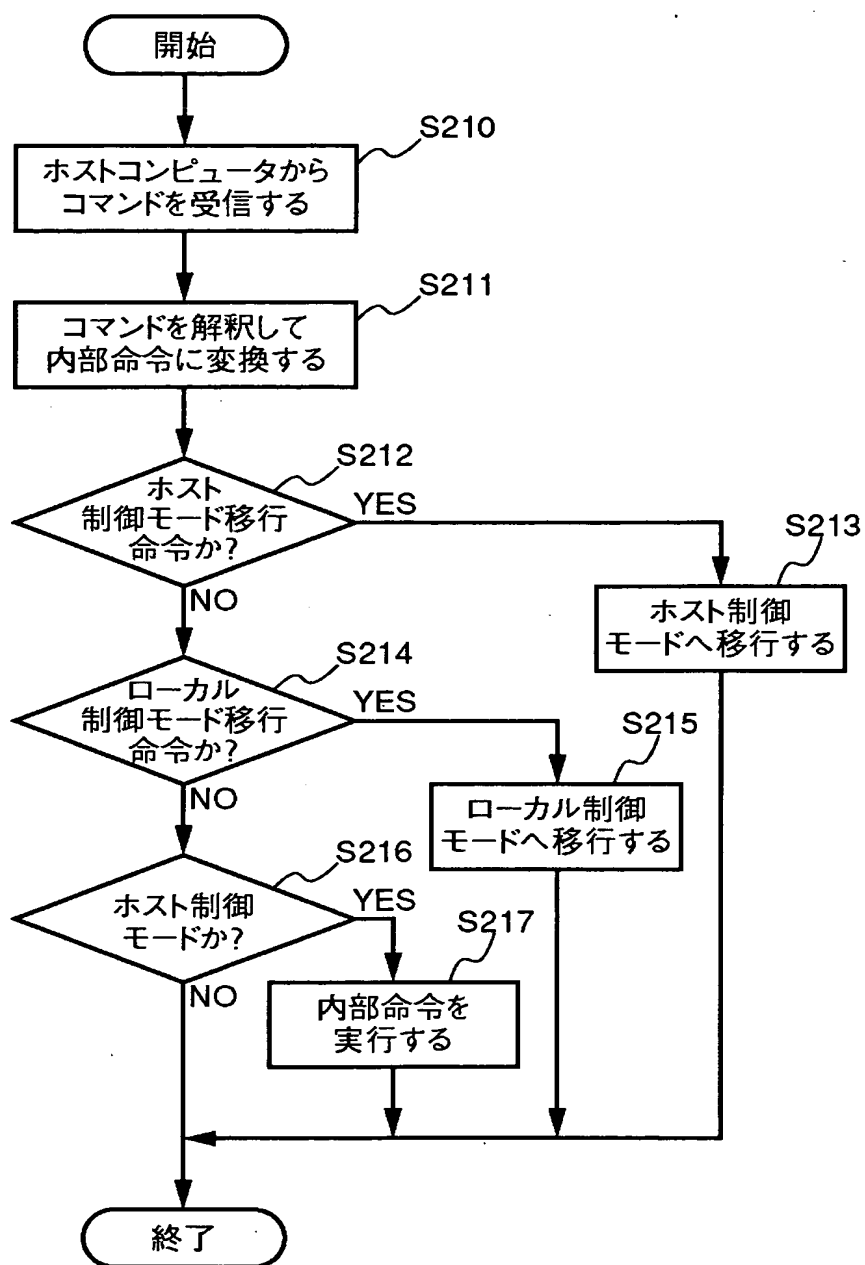 開始
S210
ホストコンピュータから
コマンドを受信する
S211
コマンドを解釈して
内部命令に変換する
S212
ホスト
制御モード移行
命令か?
YES
NO
S213
ホスト制御
モードへ移行する
S214
ローカル
制御モード移行
命令か?
YES
NO
S215
ローカル制御
モードへ移行する
S216
ホスト制御
モードか?
YES
NO
S217
内部命令を
実行する
終了